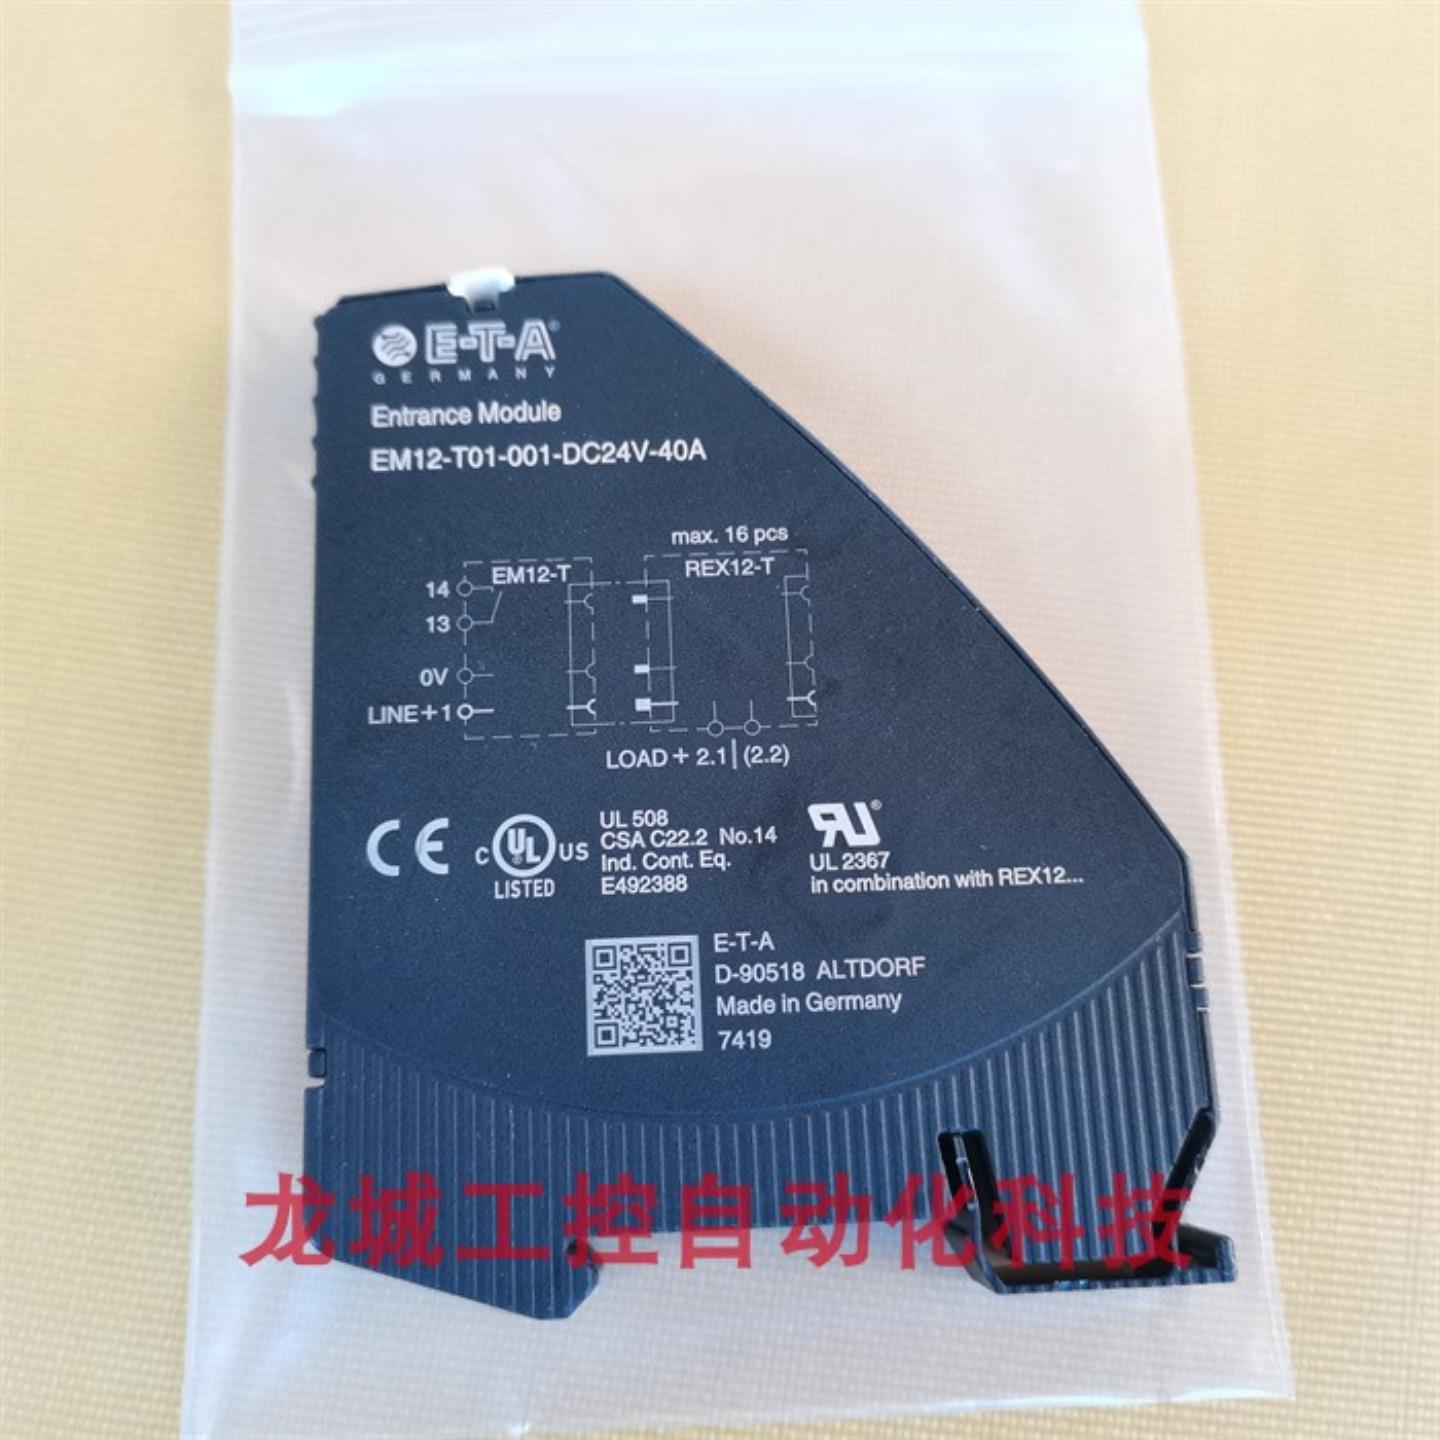 E-T-A®
GERMANY
Entrance Module
EM12-T01-001-DC24V-40A
max. 16 pcs
EM12-T
REX12-T
14
13
0V
LINE+1
LOAD + 2.1 | (2.2)
CE
C UL US
LISTED
UL 508
CSA C22.2 No.14
Ind. Cont. Eq.
E492388
RU®
UL 2367
in combination with REX12...
E-T-A
D-90518 ALTDORF
Made in Germany
7419
龙城工控自动化科技